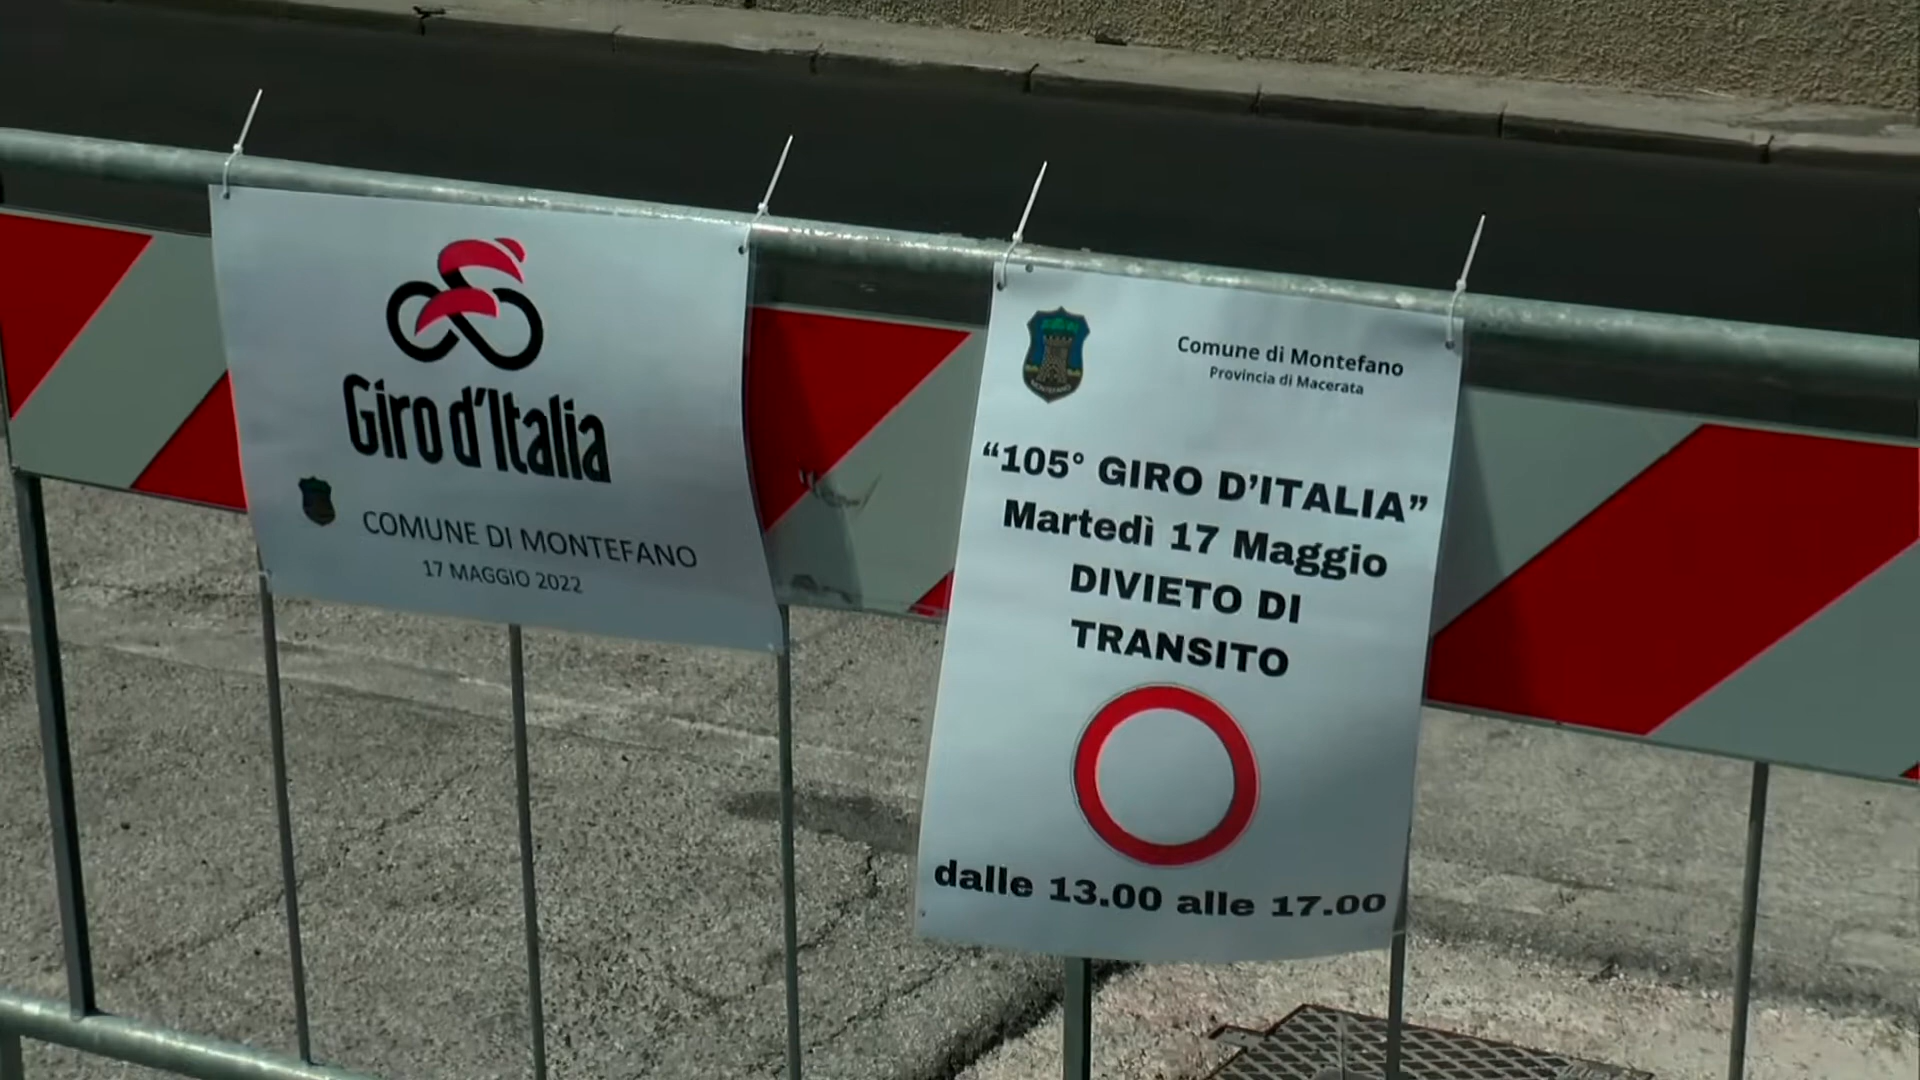 Giro d'Italia
COMUNE DI MONTEFANO
17 MAGGIO 2022
Comune di Montefano
Provincia di Macerata
MONTEFANO
“105° GIRO D’ITALIA”
Martedì 17 Maggio
DIVIETO DI
TRANSITO
dalle 13.00 alle 17.00